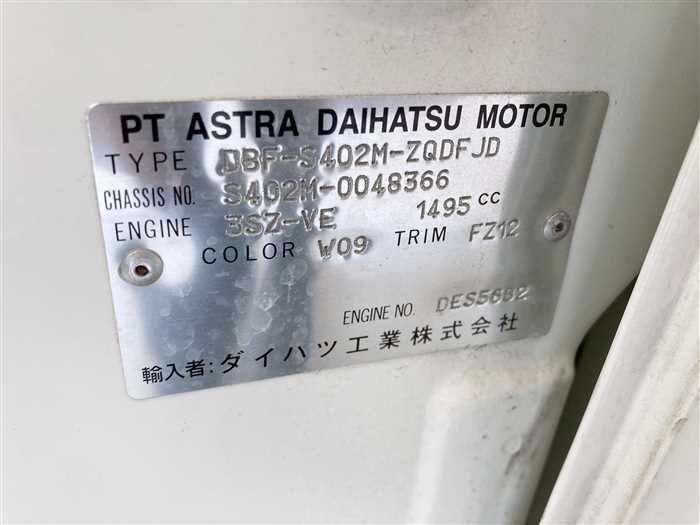 PT ASTRA DAIHATSU MOTOR
TYPE DBF-S402M-ZQDFJD
CHASSIS NO. S402M-0048366
ENGINE 3SZ-VE 1495 CC
COLOR W09 TRIM FZ12
ENGINE NO. DES5682
輸入者:ダイハツ工業株式会社